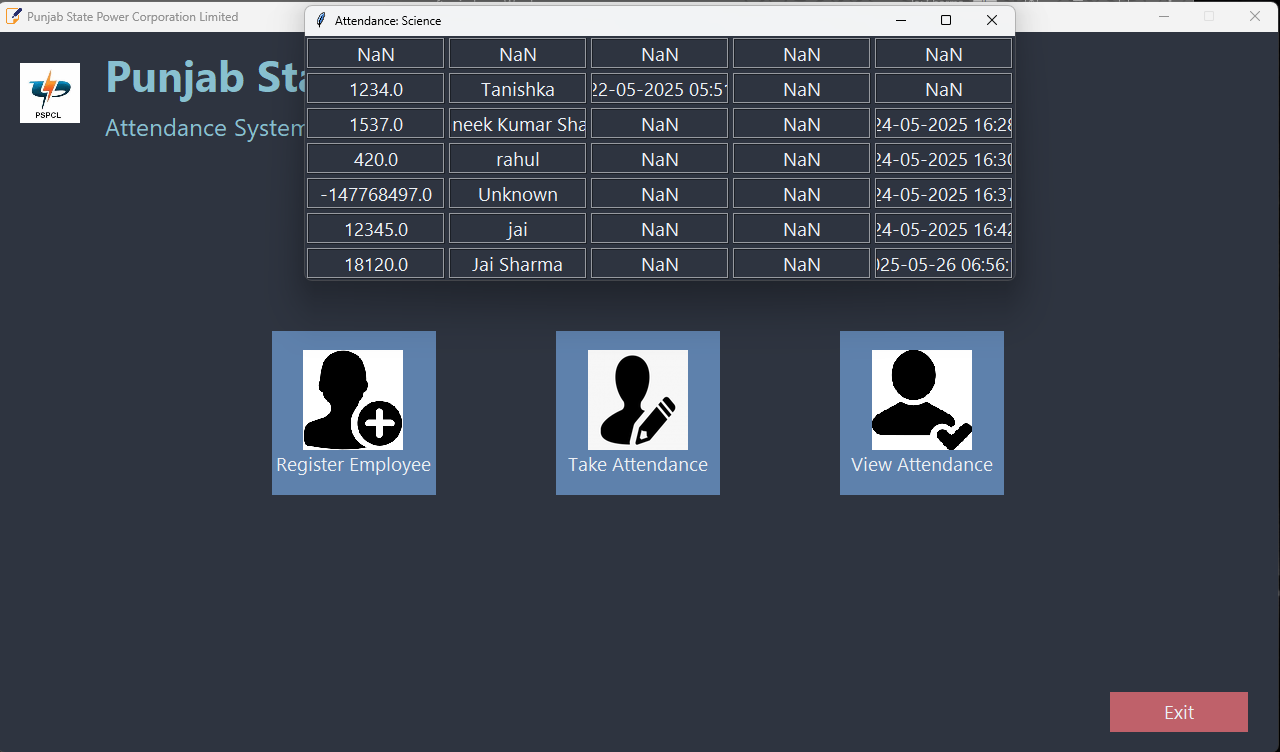 Punjab State Power Corporation Limited
Attendance: Science
PSPCL
Punjab Sta
Attendance System
NaN NaN NaN NaN NaN
1234.0 Tanishka 22-05-2025 05:51 NaN NaN
1537.0 neek Kumar Sha NaN NaN 24-05-2025 16:28
420.0 rahul NaN NaN 24-05-2025 16:30
-147768497.0 Unknown NaN NaN 24-05-2025 16:37
12345.0 jai NaN NaN 24-05-2025 16:42
18120.0 Jai Sharma NaN NaN 025-05-26 06:56:
Register Employee
Take Attendance
View Attendance
Exit